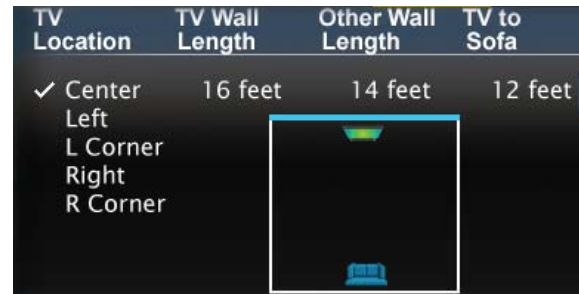 TV Location TV Wall Length Other Wall Length TV to Sofa
✓ Center 16 feet 14 feet 12 feet
Left
L Corner
Right
R Corner